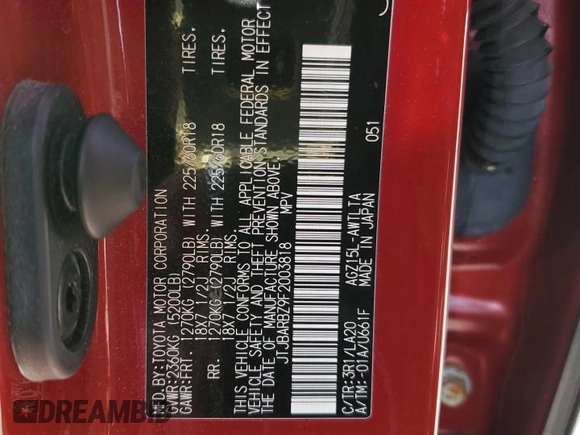 MFD.BY:TOYOTA MOTOR CORPORATION
GVWR:2360KG (5200LB)
GAWR:FRT. 1270KG (2790LB) WITH 225/60R18 TIRES.
18X7 1/2J RIMS.
RR. 1270KG (2790LB) WITH 225/60R18 TIRES.
18X7 1/2J RIMS.
THIS VEHICLE CONFORMS TO ALL APPLICABLE FEDERAL MOTOR
VEHICLE SAFETY AND THEFT PREVENTION STANDARDS IN EFFECT
ON THE DATE OF MANUFACTURE SHOWN ABOVE.
JTJBARBZ9F2003818 MPV
051
C/TR:3R1/LA20 AGZ15L-AWTLTA
A/TM:-01A/U661F MADE IN JAPAN
DREAMBID